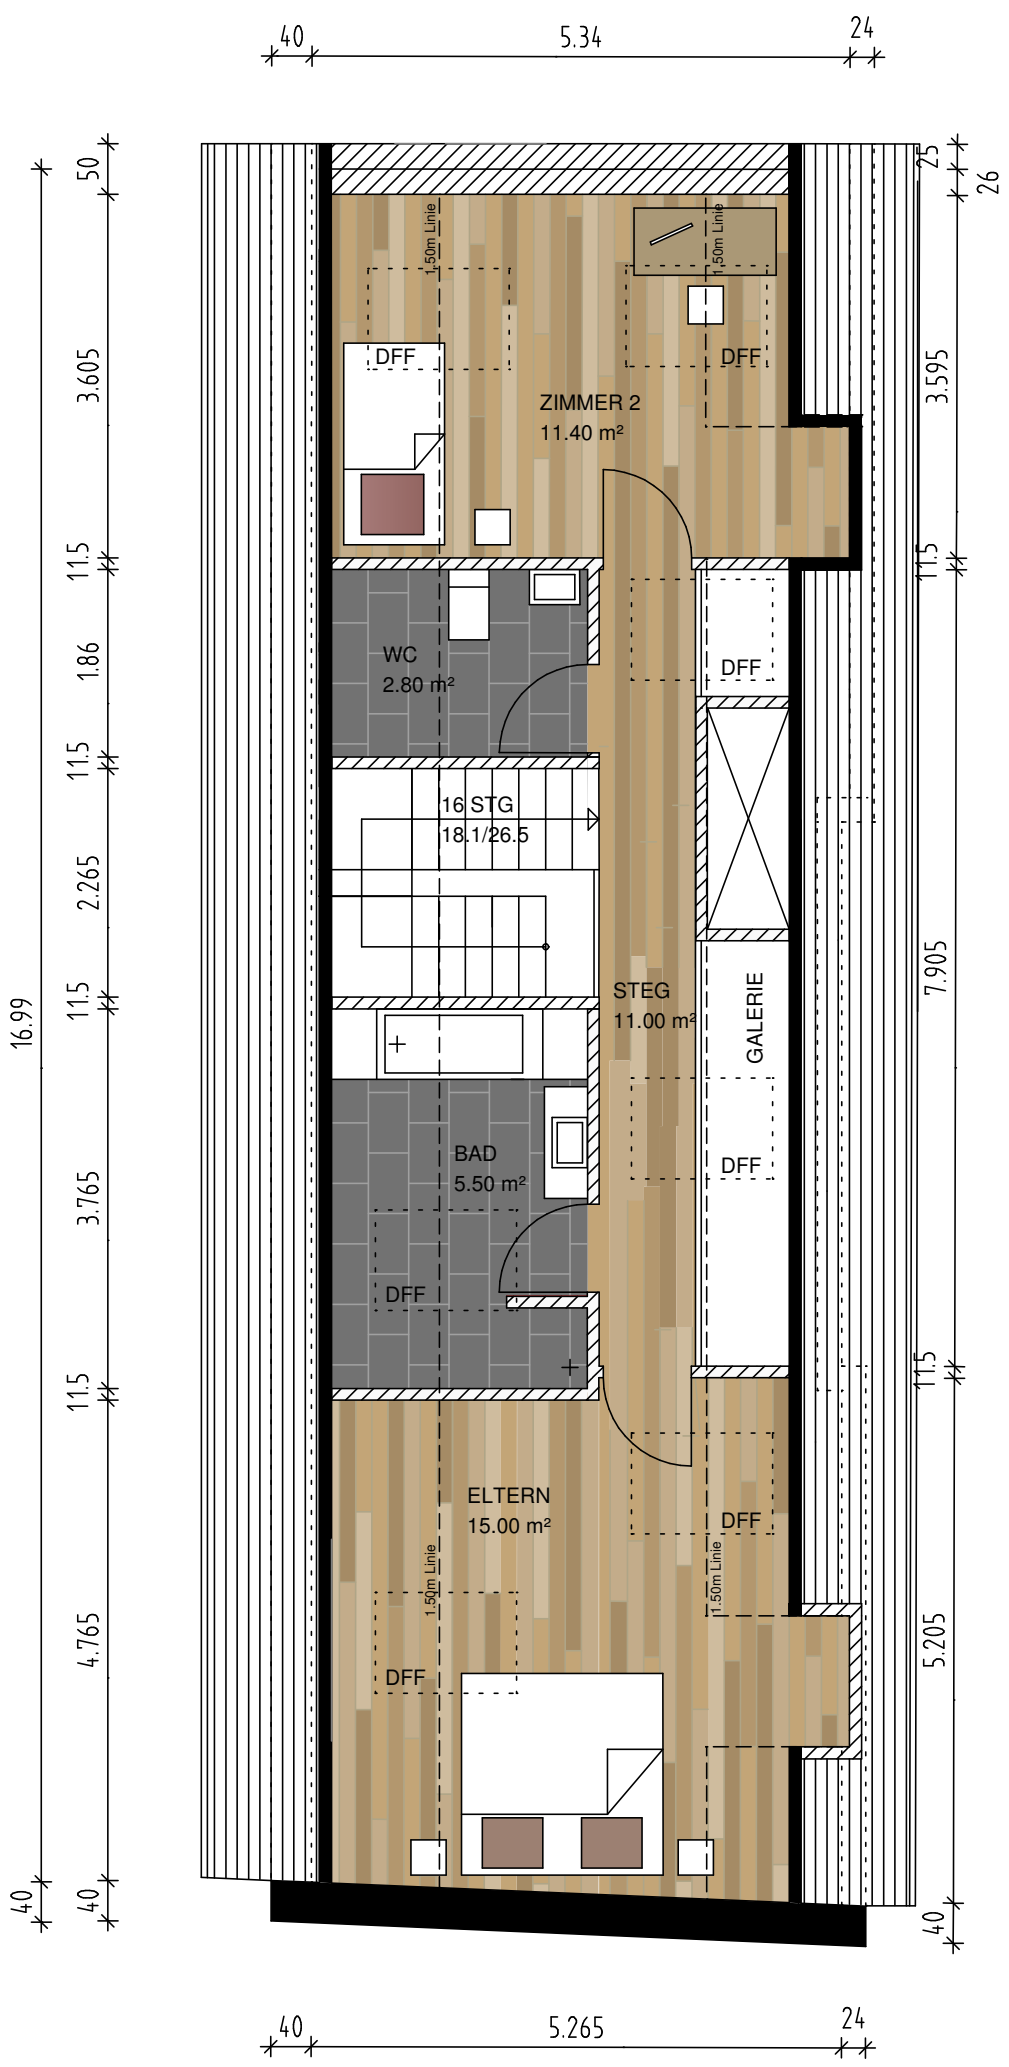 40
5.34
24
50
25
26
1.50m Linie
1.50m Linie
DFF
DFF
3.605
3.595
ZIMMER 2
11.40 m²
11.5
11.5
WC
2.80 m²
DFF
1.86
11.5
16 STG
18.1/26.5
2.265
16.99
11.5
STEG
11.00 m²
GALERIE
7.905
BAD
5.50 m²
DFF
3.765
DFF
11.5
11.5
ELTERN
15.00 m²
DFF
1.50m Linie
1.50m Linie
4.765
5.205
DFF
40
40
40
40
5.265
24